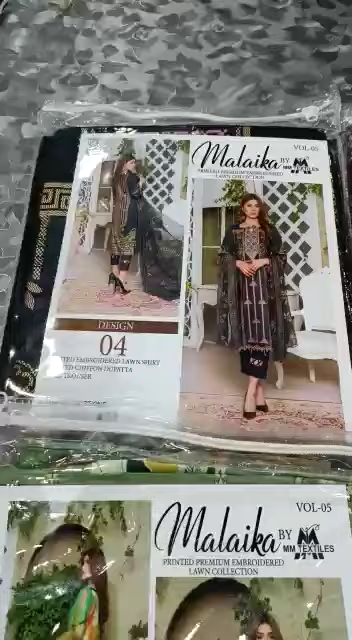 Malaika BY MM TEXTILES
VOL-05
PRINTED PREMIUM EMBROIDERED
LAWN COLLECTION
DESIGN
04
EMBROIDERED LAWN SHIRT
CHIFFON DUPATTA
TROUSER
Malaika BY MM TEXTILES
VOL-05
PRINTED PREMIUM EMBROIDERED
LAWN COLLECTION